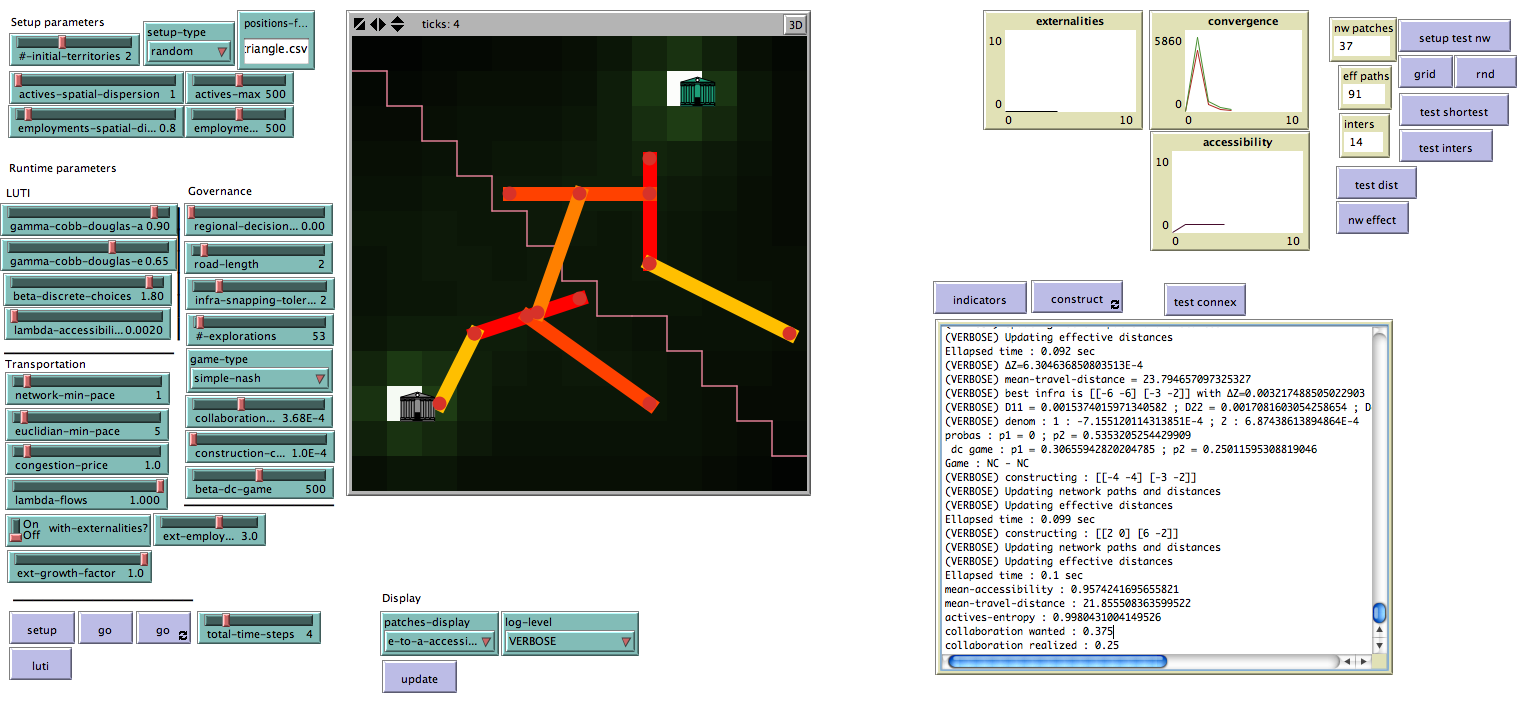 Setup parameters
#-initial-territories 2
setup-type
random
positions-f...
triangle.csv
actives-spatial-dispersion 1
actives-max 500
employments-spatial-di... 0.8
employme... 500
Runtime parameters
LUTI
gamma-cobb-douglas-a 0.90
gamma-cobb-douglas-e 0.65
beta-discrete-choices 1.80
lambda-accessibili... 0.0020
Governance
regional-decision... 0.00
road-length 2
infra-snapping-toler... 2
#-explorations 53
game-type
simple-nash
collaboration... 3.68E-4
construction-c... 1.0E-4
beta-dc-game 500
Transportation
network-min-pace 1
euclidian-min-pace 5
congestion-price 1.0
lambda-flows 1.000
On
Off
with-externalities?
ext-employ... 3.0
ext-growth-factor 1.0
setup
go
go
total-time-steps 4
luti
ticks: 4
3D
Display
patches-display
e-to-a-accessi...
log-level
VERBOSE
update
externalities
10
0
0 10
convergence
5860
0
0 10
accessibility
10
0
0 10
nw patches
37
eff paths
91
inters
14
setup test nw
grid
rnd
test shortest
test inters
test dist
nw effect
indicators
construct
test connex
(VERBOSE) Updating effective distances
Ellapsed time : 0.092 sec
(VERBOSE) ΔZ=6.304636850803513E-4
(VERBOSE) mean-travel-distance = 23.794657097325327
(VERBOSE) best infra is [[-6 -6] [-3 -2]] with ΔZ=0.003217488505022903
(VERBOSE) D11 = 0.0015374015971340582 ; D22 = 0.0017081603054258654 ; D
(VERBOSE) denom : 1 : -7.155120114313851E-4 ; 2 : 6.87438613894864E-4
probas : p1 = 0 ; p2 = 0.5353205254429909
dc game : p1 = 0.30655942820204785 ; p2 = 0.25011595308819046
Game : NC - NC
(VERBOSE) constructing : [[-4 -4] [-3 -2]]
(VERBOSE) Updating network paths and distances
(VERBOSE) Updating effective distances
Ellapsed time : 0.099 sec
(VERBOSE) constructing : [[2 0] [6 -2]]
(VERBOSE) Updating network paths and distances
(VERBOSE) Updating effective distances
Ellapsed time : 0.1 sec
mean-accessibility : 0.9574241695655821
mean-travel-distance : 21.855508363599522
actives-entropy : 0.9980431004149526
collaboration wanted : 0.375
collaboration realized : 0.25